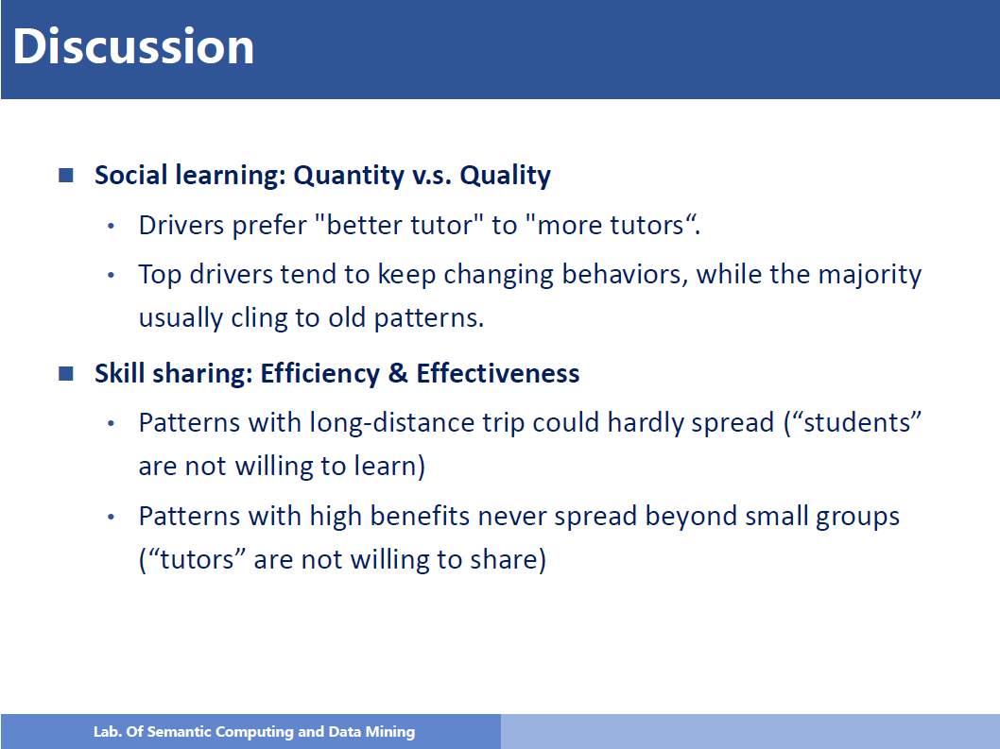 Discussion
Social learning: Quantity v.s. Quality
Drivers prefer "better tutor" to "more tutors“.
Top drivers tend to keep changing behaviors, while the majority
usually cling to old patterns.
Skill sharing: Efficiency & Effectiveness
Patterns with long-distance trip could hardly spread (“students”
are not willing to learn)
Patterns with high benefits never spread beyond small groups
(“tutors” are not willing to share)
Lab. Of Semantic Computing and Data Mining